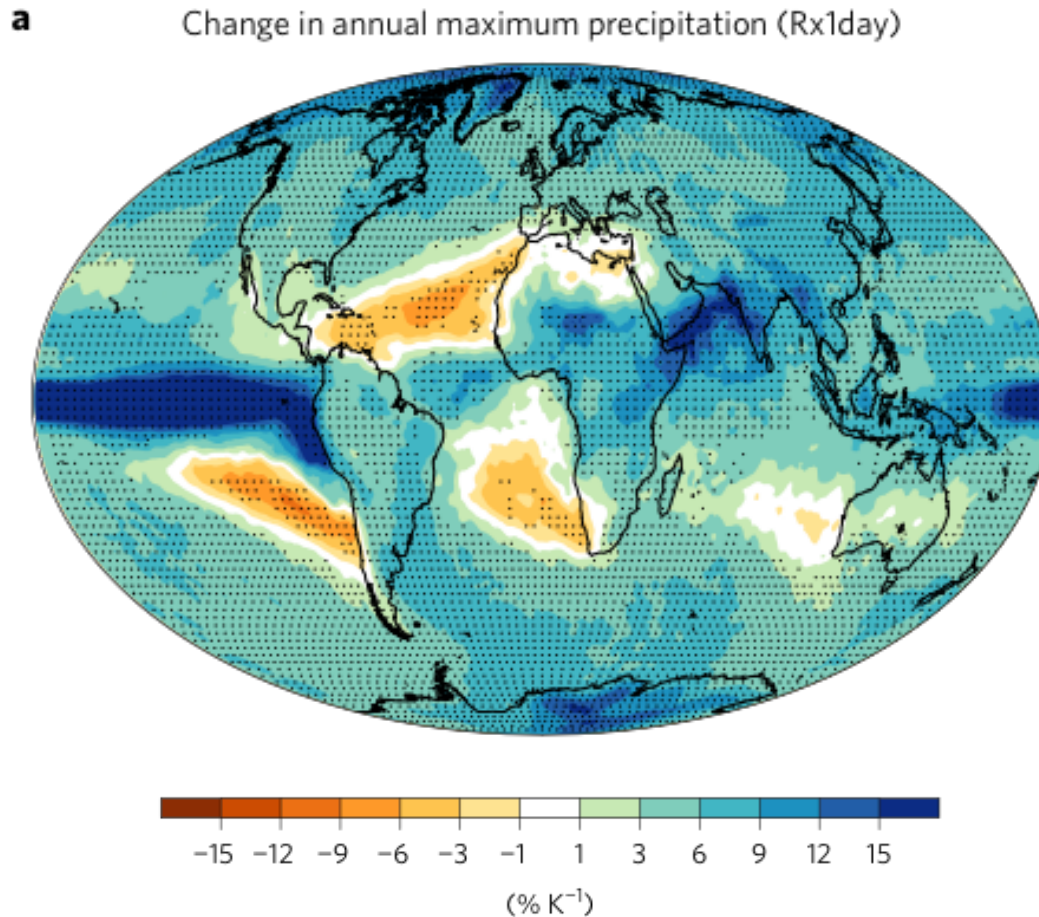 a
Change in annual maximum precipitation (Rx1day)
−15 −12 −9 −6 −3 −1 1 3 6 9 12 15
(% K⁻¹)